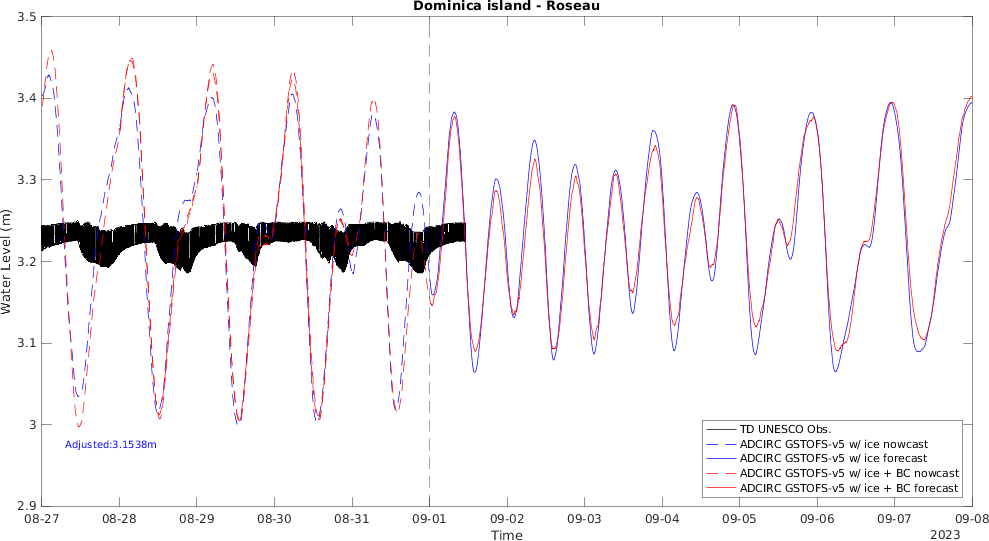 Dominica island - Roseau
3.5
3.4
3.3
3.2
3.1
3
2.9
Water Level (m)
Adjusted:3.1538m
TD UNESCO Obs.
ADCIRC GSTOFS-v5 w/ ice nowcast
ADCIRC GSTOFS-v5 w/ ice forecast
ADCIRC GSTOFS-v5 w/ ice + BC nowcast
ADCIRC GSTOFS-v5 w/ ice + BC forecast
08-27 08-28 08-29 08-30 08-31 09-01 09-02 09-03 09-04 09-05 09-06 09-07 09-08
Time
2023